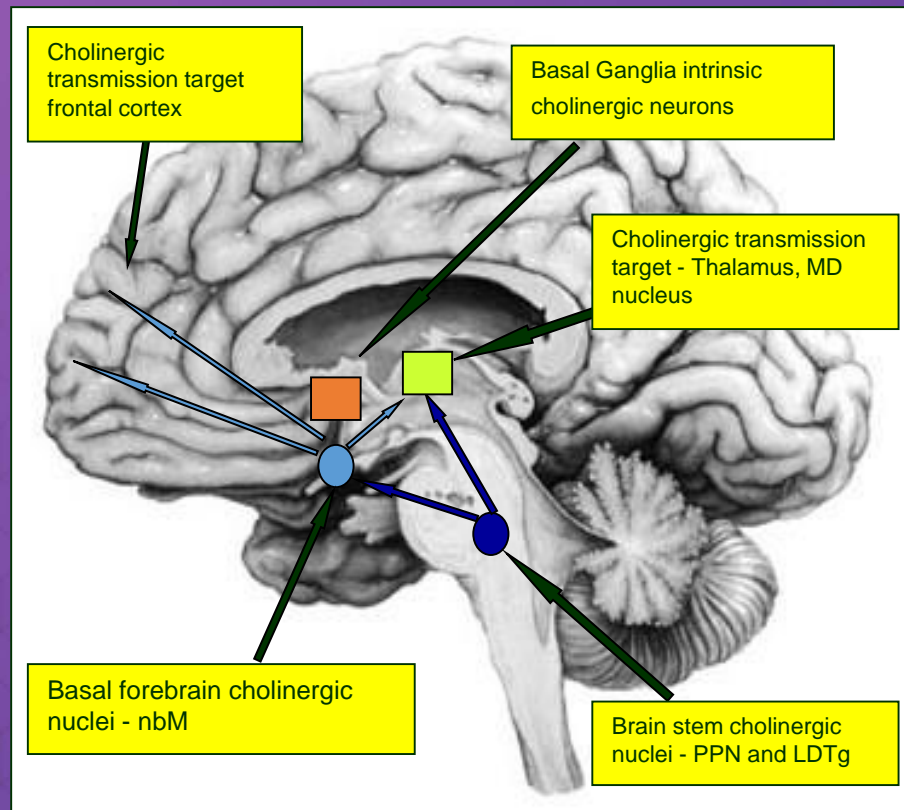 Cholinergic
transmission target
frontal cortex
Basal Ganglia intrinsic
cholinergic neurons
Cholinergic transmission
target - Thalamus, MD
nucleus
Basal forebrain cholinergic
nuclei - nbM
Brain stem cholinergic
nuclei - PPN and LDTg